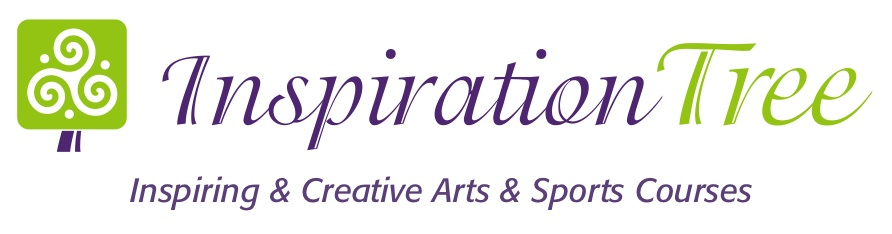 InspirationTree
Inspiring & Creative Arts & Sports Courses